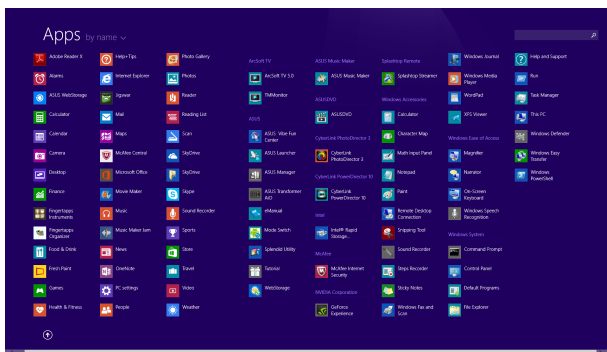 Apps by name
Adobe Reader X
Alarms
ASUS WebStorage
Calculator
Calendar
Camera
Desktop
Finance
Fingertapps
Instruments
Fingertapps
Organizer
Food & Drink
Fresh Paint
Games
Health & Fitness
Help+Tips
Internet Explorer
Jigswar
Mail
Maps
McAfee Central
Microsoft Office
Movie Maker
Music
Music Maker Jam
News
OneNote
PC settings
People
Photo Gallery
Photos
Reader
Reading List
Scan
SkyDrive
SkyDrive
Skype
Sound Recorder
Sports
Store
Travel
Video
Weather
ArcSoft TV
ArcSoft TV 5.0
TMMonitor
ASUS
ASUS Vibe Fun
Center
ASUS Launcher
ASUS Manager
ASUS Transformer
AiO
eManual
Mode Switch
Splendid Utility
Tutorial
WebStorage
ASUS Music Maker
ASUS Music Maker
ASUSDVD
ASUSDVD
CyberLink PhotoDirector 3
CyberLink
PhotoDirector 3
CyberLink PowerDirector 10
CyberLink
PowerDirector 10
Intel
Intel® Rapid
Storage...
McAfee
McAfee Internet
Security
NVIDIA Corporation
GeForce
Experience
Splashtop Remote
Splashtop Streamer
Windows Accessories
Calculator
Character Map
Math Input Panel
Notepad
Paint
Remote Desktop
Connection
Snipping Tool
Sound Recorder
Steps Recorder
Sticky Notes
Windows Fax and
Scan
Windows Journal
Windows Media
Player
WordPad
XPS Viewer
Windows Ease of Access
Magnifier
Narrator
On-Screen
Keyboard
Windows Speech
Recognition
Windows System
Command Prompt
Control Panel
Default Programs
File Explorer
Help and Support
Run
Task Manager
This PC
Windows Defender
Windows Easy
Transfer
Windows
PowerShell